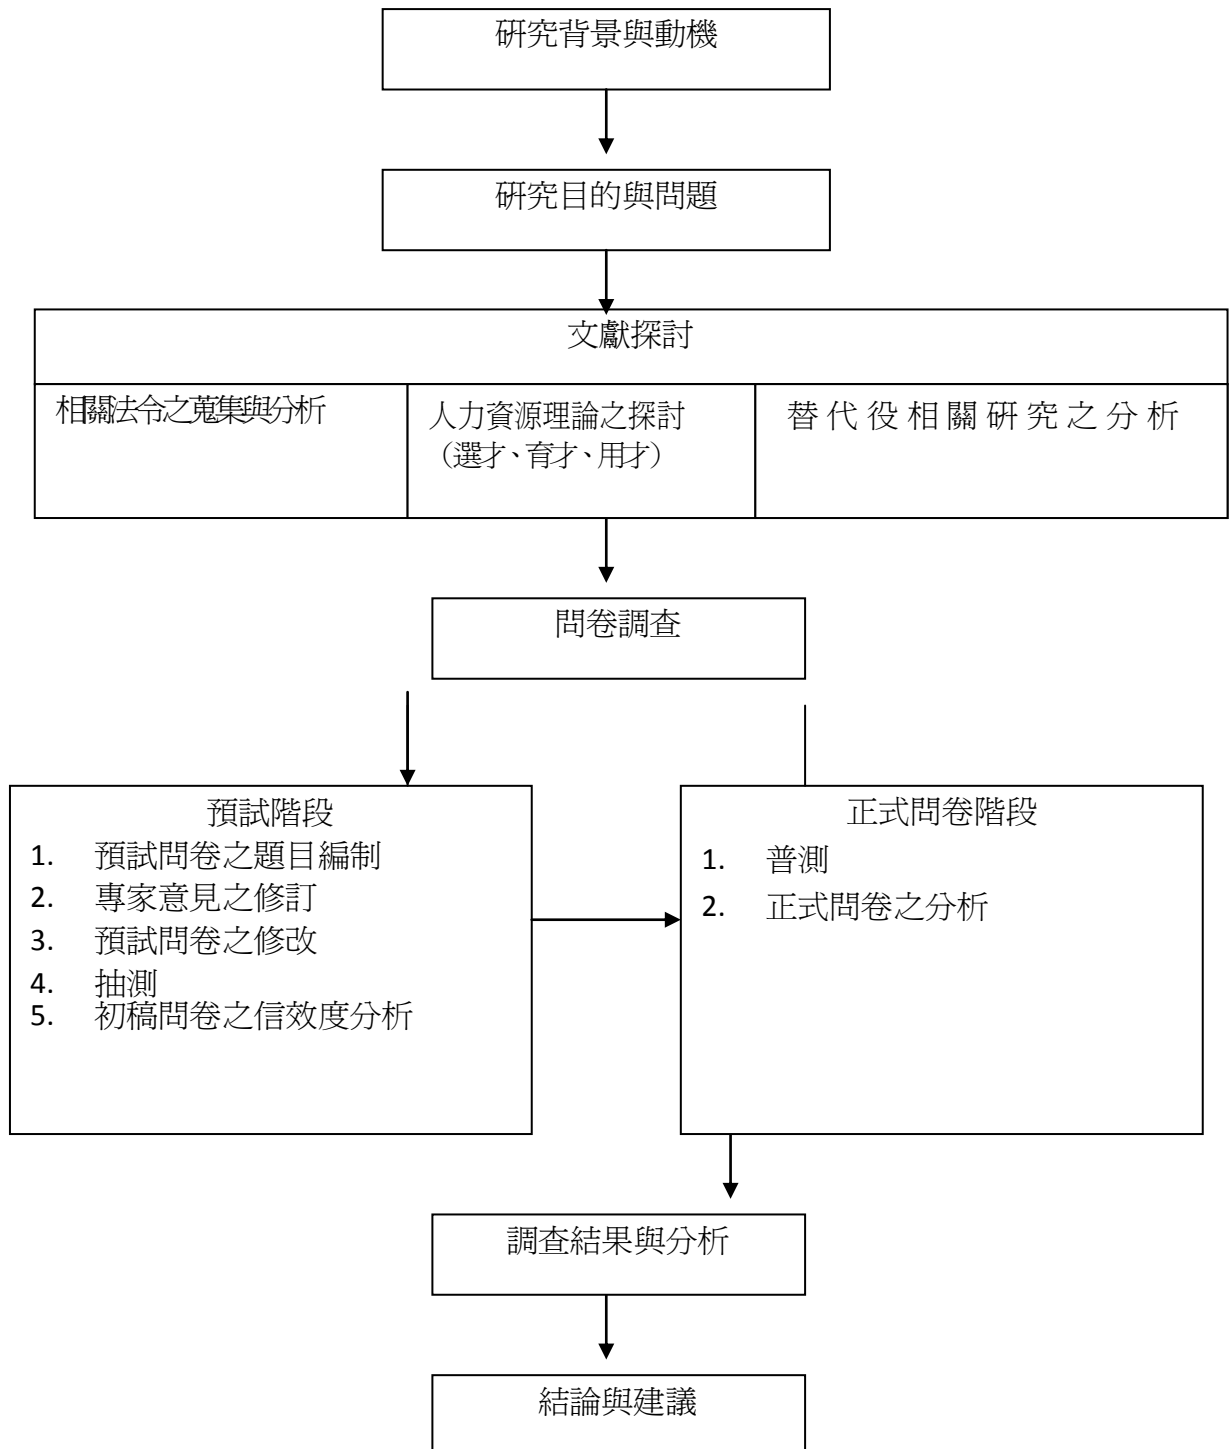 研究背景與動機
研究目的與問題
文獻探討
相關法令之蒐集與分析
人力資源理論之探討
（選才、育才、用才）
替代役相關研究之分析
問卷調查
預試階段
1. 預試問卷之題目編制
2. 專家意見之修訂
3. 預試問卷之修改
4. 抽測
5. 初稿問卷之信效度分析
正式問卷階段
1. 普測
2. 正式問卷之分析
調查結果與分析
結論與建議